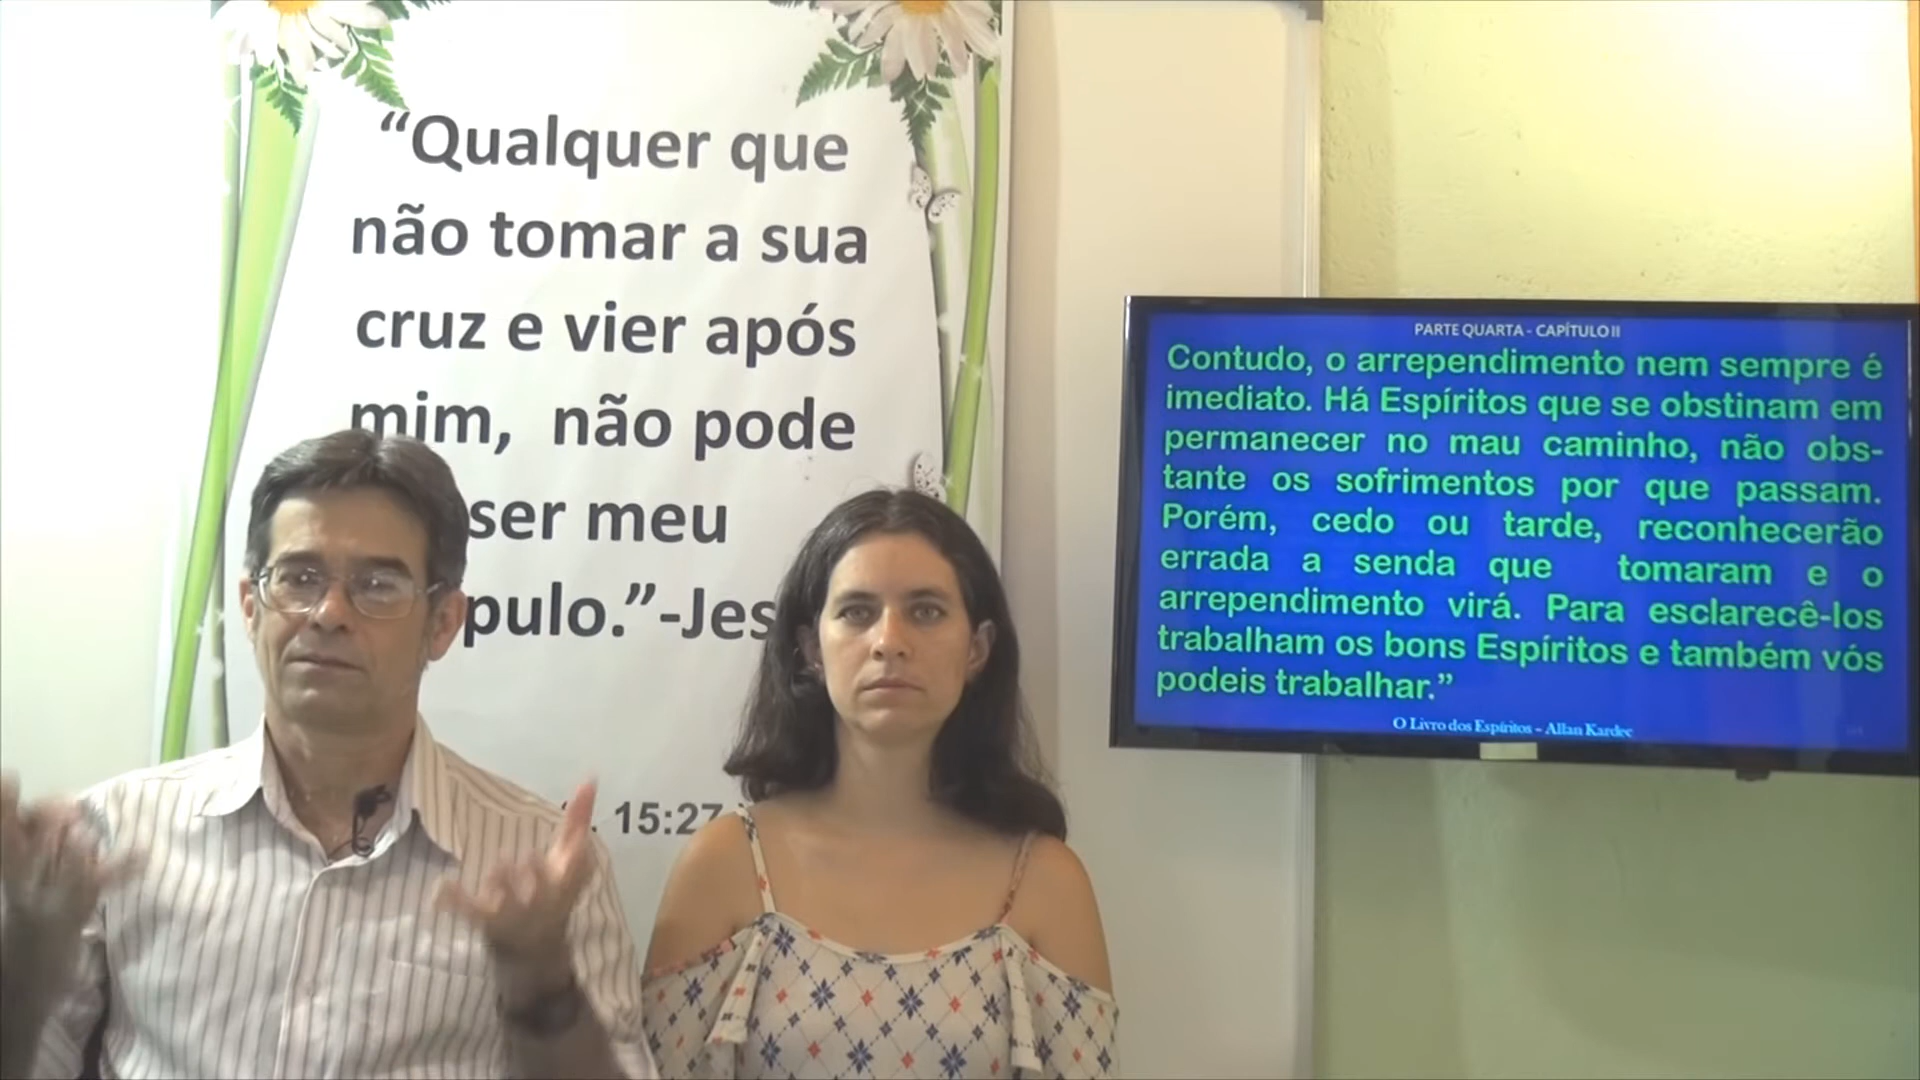 “Qualquer que
não tomar a sua
cruz e vier após
mim, não pode
ser meu
pulo.”-Jes
. 15:27
PARTE QUARTA - CAPÍTULO II
Contudo, o arrependimento nem sempre é
imediato. Há Espíritos que se obstinam em
permanecer no mau caminho, não obs-
tante os sofrimentos por que passam.
Porém, cedo ou tarde, reconhecerão
errada a senda que tomaram e o
arrependimento virá. Para esclarecê-los
trabalham os bons Espíritos e também vós
podeis trabalhar.”
O Livro dos Espíritos - Allan Kardec